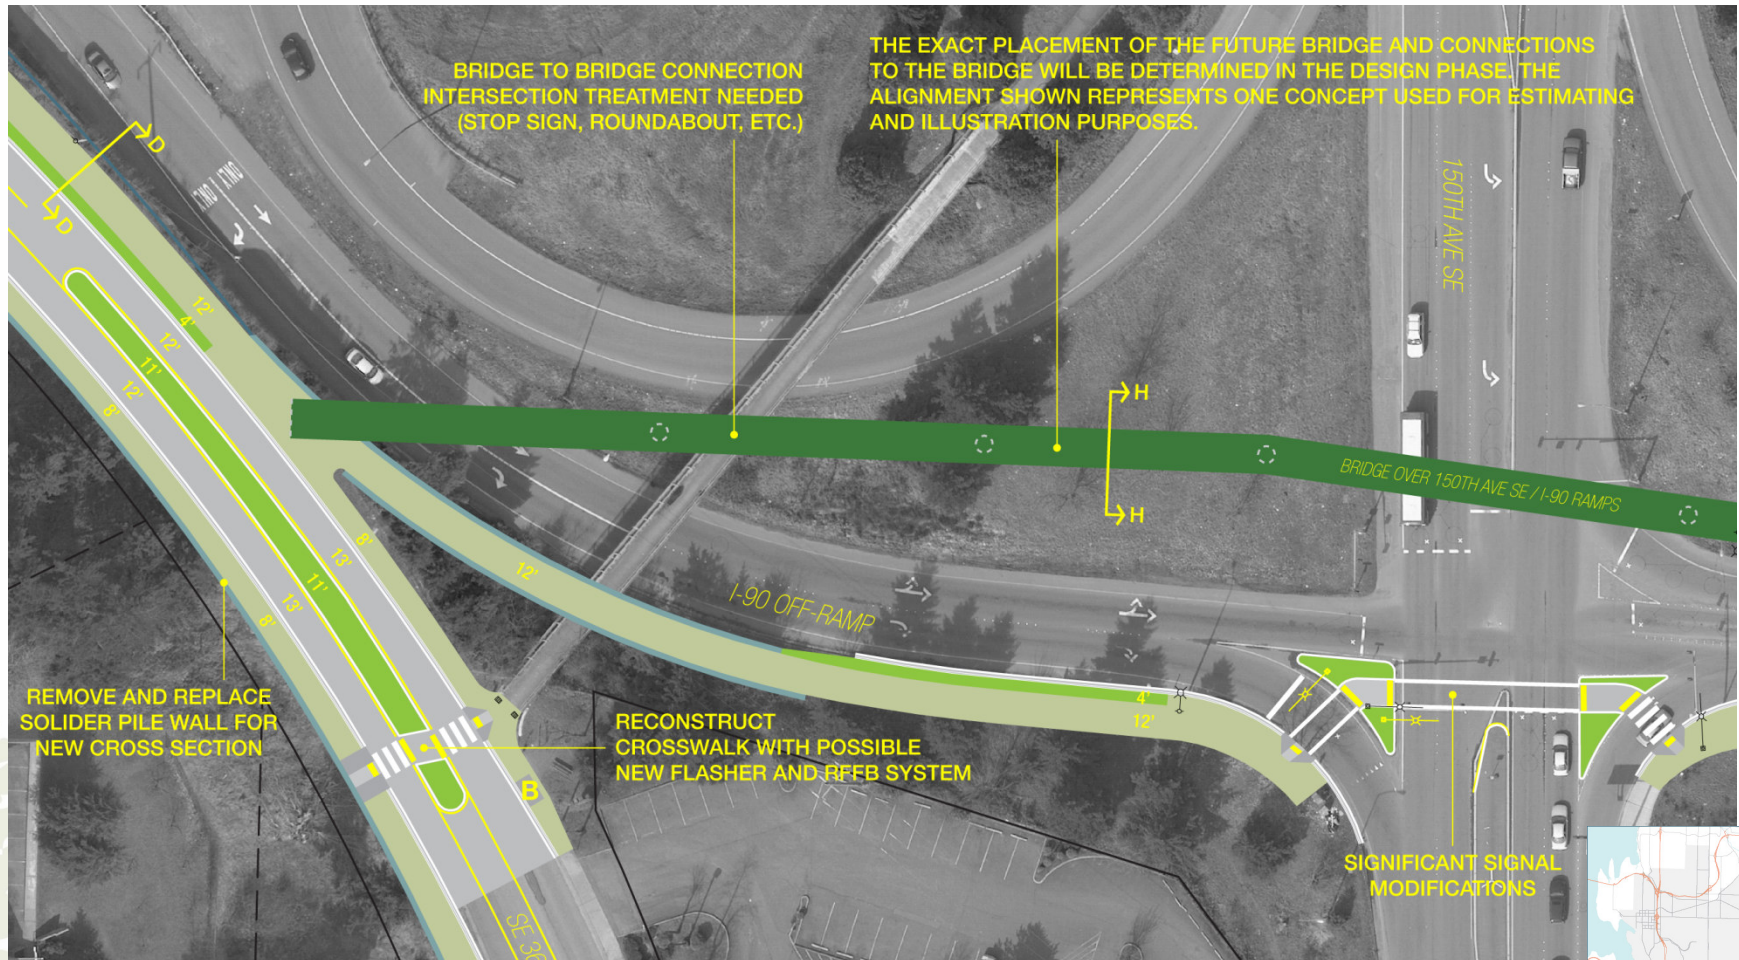 BRIDGE TO BRIDGE CONNECTION
INTERSECTION TREATMENT NEEDED
(STOP SIGN, ROUNDABOUT, ETC.)
THE EXACT PLACEMENT OF THE FUTURE BRIDGE AND CONNECTIONS
TO THE BRIDGE WILL BE DETERMINED IN THE DESIGN PHASE. THE
ALIGNMENT SHOWN REPRESENTS ONE CONCEPT USED FOR ESTIMATING
AND ILLUSTRATION PURPOSES.
D
D
ONLY
ONLY
150TH AVE SE
12'
4'
12'
11'
12'
8'
H
H
BRIDGE OVER 150TH AVE SE / I-90 RAMPS
8'
13'
11'
13'
8'
12'
I-90 OFF-RAMP
4'
12'
REMOVE AND REPLACE
SOLIDER PILE WALL FOR
NEW CROSS SECTION
RECONSTRUCT
CROSSWALK WITH POSSIBLE
NEW FLASHER AND RFFB SYSTEM
B
SIGNIFICANT SIGNAL
MODIFICATIONS
SE 36